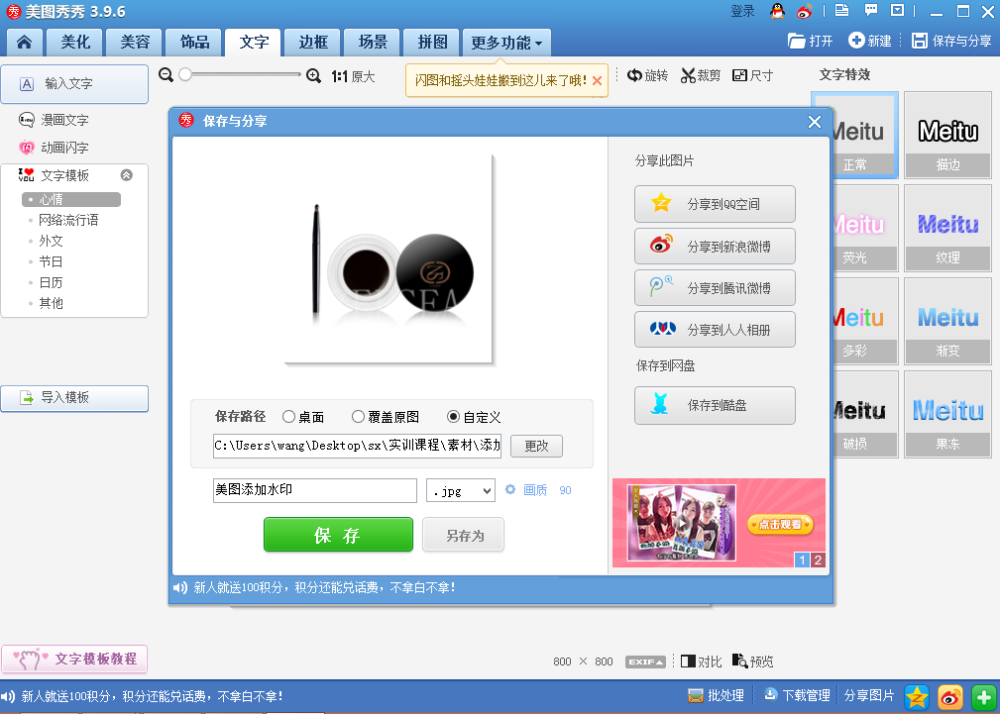 美图秀秀 3.9.6
登录
美化 美容 饰品 文字 边框 场景 拼图 更多功能
打开 新建 保存与分享
输入文字
漫画文字
动画闪字
文字模板
心情
网络流行语
外文
节日
日历
其他
导入模板
文字模板教程
1:1 原大
闪图和摇头娃娃搬到这儿来了哦!
旋转 裁剪 尺寸
文字特效
Meitu Meitu
正常 描边
Meitu Meitu
荧光 纹理
Meitu Meitu
多彩 渐变
Meitu Meitu
破损 果冻
保存与分享
保存路径 桌面 覆盖原图 自定义
C:\Users\wang\Desktop\sx\实训课程\素材\添加
更改
美图添加水印 .jpg 画质 90
保 存 另存为
分享此图片
分享到QQ空间
分享到新浪微博
分享到腾讯微博
分享到人人相册
保存到网盘
保存到酷盘
点击观看
1 2
新人就送100积分，积分还能兑话费，不拿白不拿!
800 × 800 EXIF 对比 预览
新人就送100积分，积分还能兑话费，不拿白不拿!
批处理 下载管理 分享图片